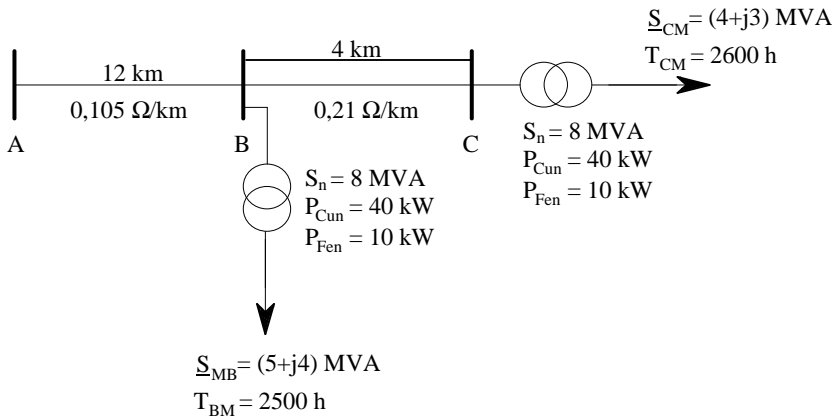 S_CM = (4+j3) MVA
T_CM = 2600 h
12 km
4 km
0,105 Ω/km
0,21 Ω/km
A
B
C
S_n = 8 MVA
P_Cun = 40 kW
P_Fen = 10 kW
S_n = 8 MVA
P_Cun = 40 kW
P_Fen = 10 kW
S_MB = (5+j4) MVA
T_BM = 2500 h